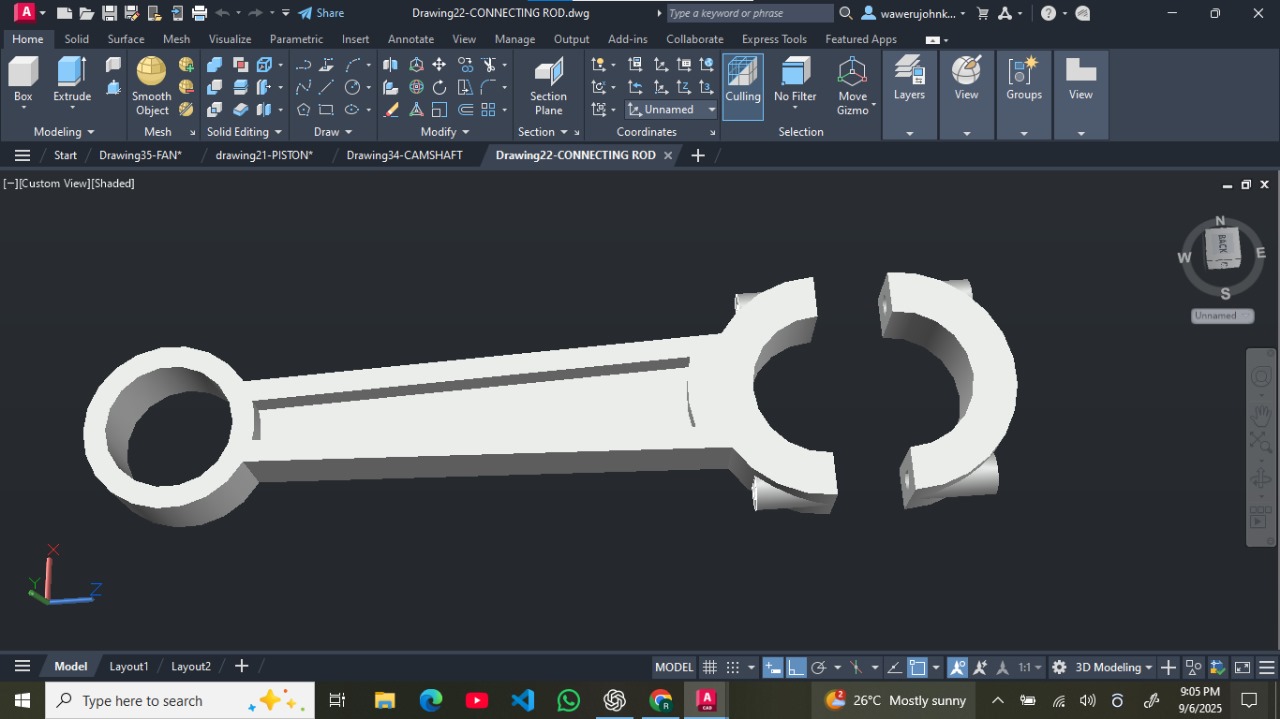 A CAD Share Drawing22-CONNECTING ROD.dwg Type a keyword or phrase wawerujohnk... ?
Home Solid Surface Mesh Visualize Parametric Insert Annotate View Manage Output Add-ins Collaborate Express Tools Featured Apps
Box Extrude Smooth Object Section Plane Unnamed Culling No Filter Move Gizmo Layers View Groups View
Modeling Mesh Solid Editing Draw Modify Section Coordinates Selection
Start Drawing35-FAN* drawing21-PISTON* Drawing34-CAMSHAFT Drawing22-CONNECTING ROD
[−][Custom View][Shaded]
N
W BACK E
S
Unnamed
X
Y Z
Model Layout1 Layout2 MODEL 1:1 3D Modeling
Type here to search A CAD 2 26°C Mostly sunny 9:05 PM
9/6/2025